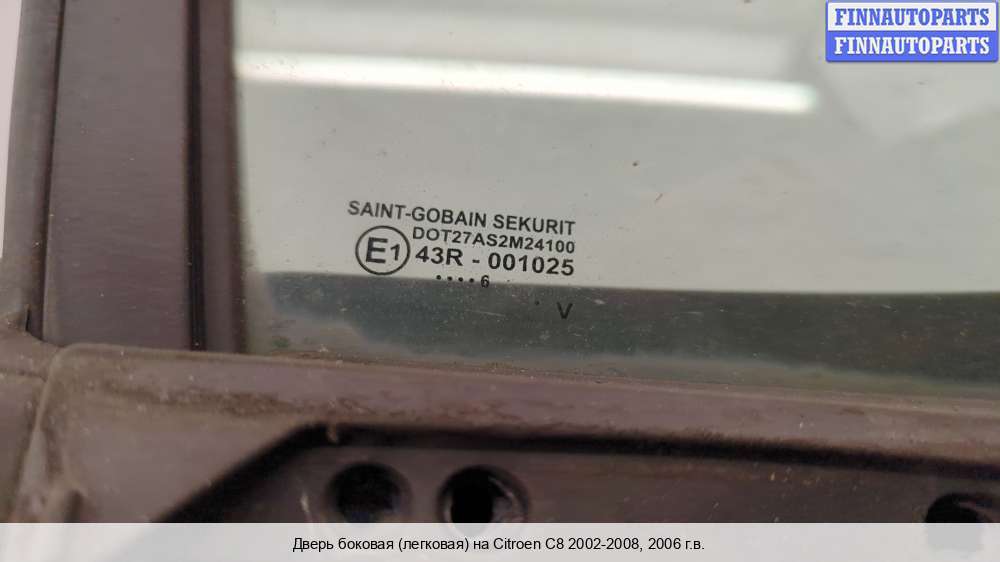 FINNAUTOPARTS
FINNAUTOPARTS
SAINT-GOBAIN SEKURIT
DOT27AS2M24100
E1 43R - 001025
....6
. V
Дверь боковая (легковая) на Citroen C8 2002-2008, 2006 г.в.